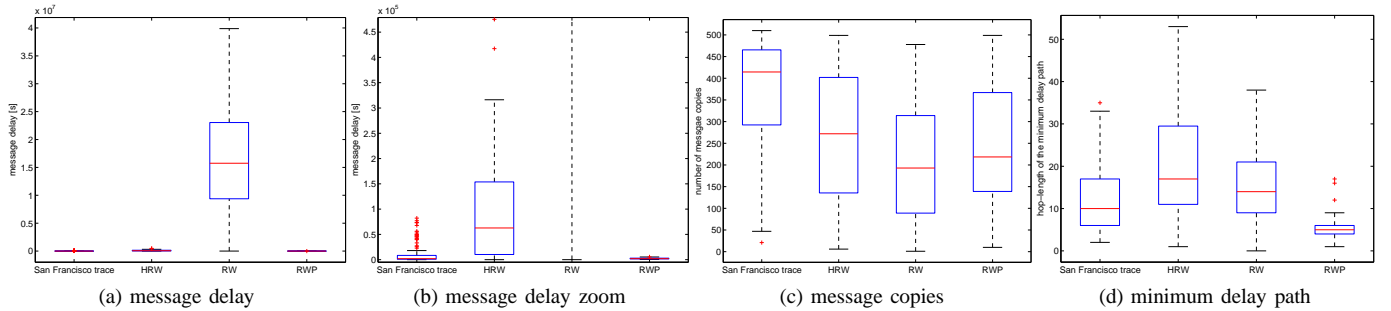 x 10^7
4
3.5
3
2.5
2
1.5
1
0.5
0
message delay [s]
San Francisco trace HRW RW RWP
(a) message delay
x 10^5
4.5
4
3.5
3
2.5
2
1.5
1
0.5
0
message delay [s]
San Francisco trace HRW RW RWP
(b) message delay zoom
500
450
400
350
300
250
200
150
100
50
0
number of messgae copies
San Francisco trace HRW RW RWP
(c) message copies
50
40
30
20
10
0
hop-length of the minimum delay path
San Francisco trace HRW RW RWP
(d) minimum delay path